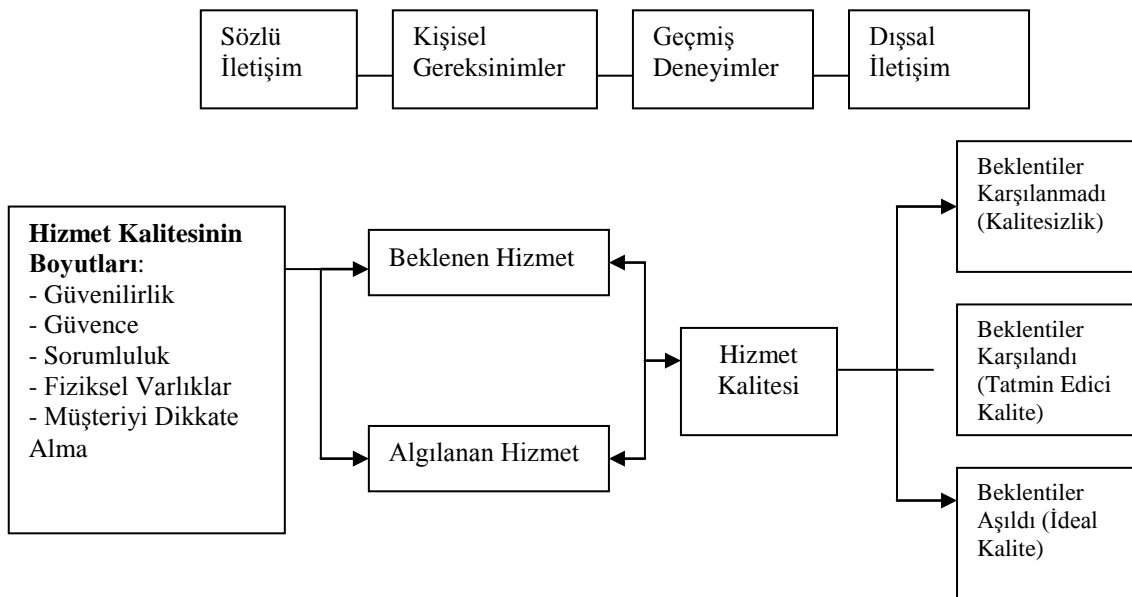 Sözlü
İletişim
Kişisel
Gereksinimler
Geçmiş
Deneyimler
Dışsal
İletişim
Hizmet Kalitesinin
Boyutları:
- Güvenilirlik
- Güvence
- Sorumluluk
- Fiziksel Varlıklar
- Müşteriyi Dikkate
Alma
Beklenen Hizmet
Algılanan Hizmet
Hizmet
Kalitesi
Beklentiler
Karşılanmadı
(Kalitesizlik)
Beklentiler
Karşılandı
(Tatmin Edici
Kalite)
Beklentiler
Aşıldı (İdeal
Kalite)